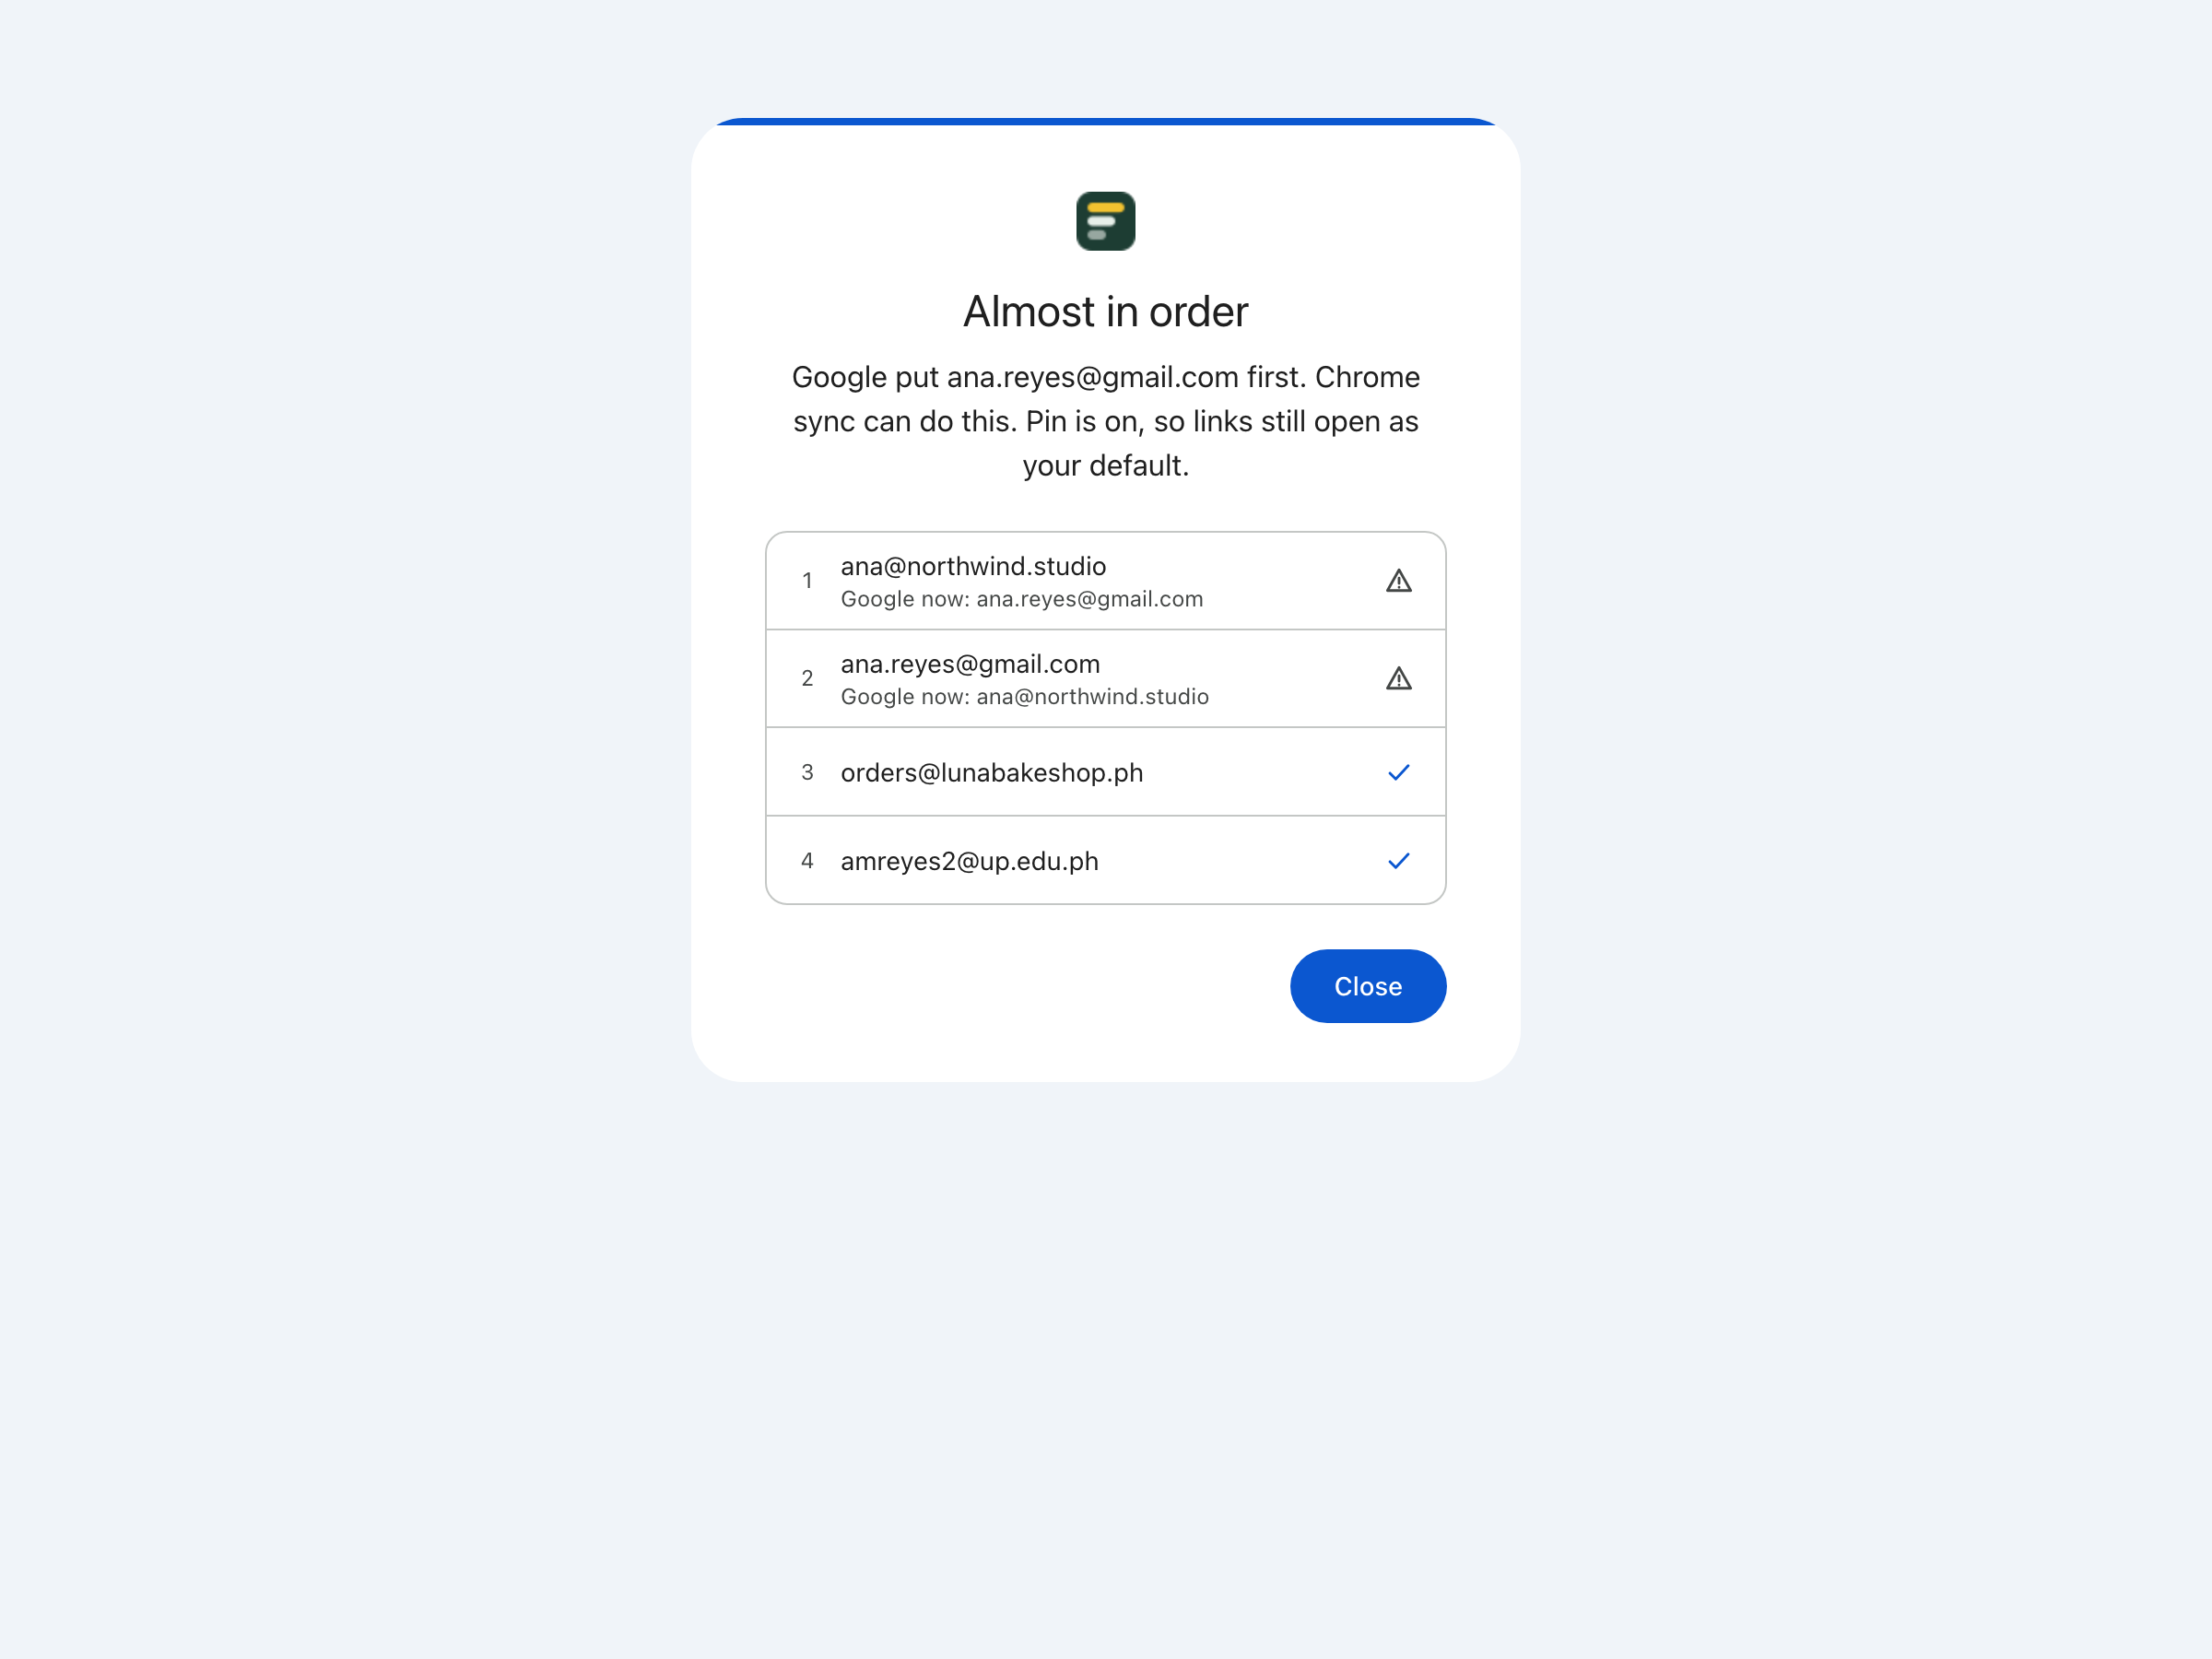 Almost in order
Google put ana.reyes@gmail.com first. Chrome
sync can do this. Pin is on, so links still open as
your default.
1
ana@northwind.studio
Google now: ana.reyes@gmail.com
2
ana.reyes@gmail.com
Google now: ana@northwind.studio
3
orders@lunabakeshop.ph
4
amreyes2@up.edu.ph
Close